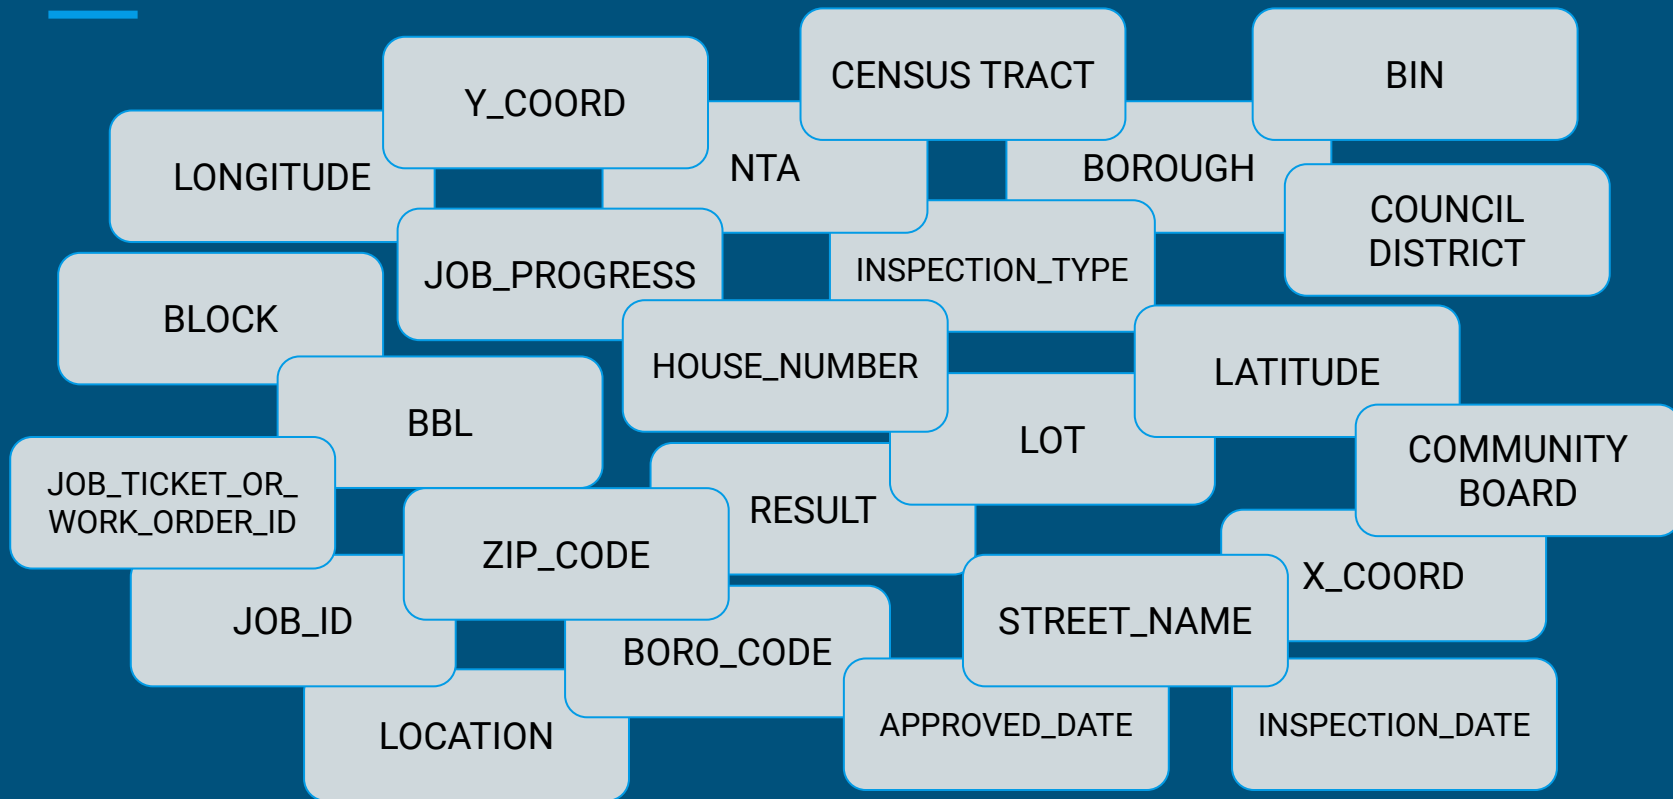 CENSUS TRACT
BIN
Y_COORD
NTA
BOROUGH
LONGITUDE
COUNCIL
DISTRICT
JOB_PROGRESS
INSPECTION_TYPE
BLOCK
HOUSE_NUMBER
LATITUDE
BBL
LOT
COMMUNITY
BOARD
JOB_TICKET_OR_
WORK_ORDER_ID
RESULT
ZIP_CODE
X_COORD
JOB_ID
STREET_NAME
BORO_CODE
LOCATION
APPROVED_DATE
INSPECTION_DATE